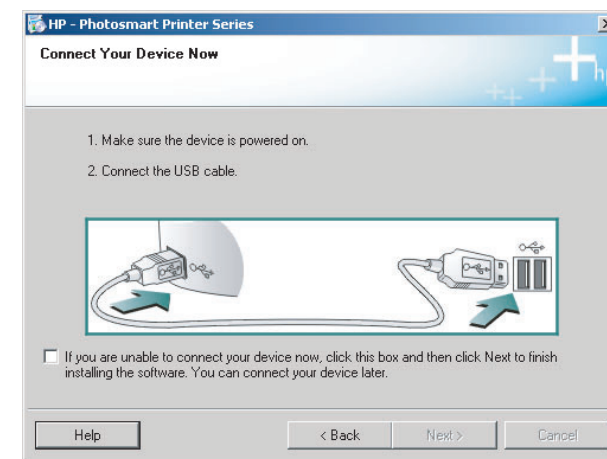 HP - Photosmart Printer Series
Connect Your Device Now
hp
1. Make sure the device is powered on.
2. Connect the USB cable.
If you are unable to connect your device now, click this box and then click Next to finish
installing the software. You can connect your device later.
Help
< Back
Next >
Cancel